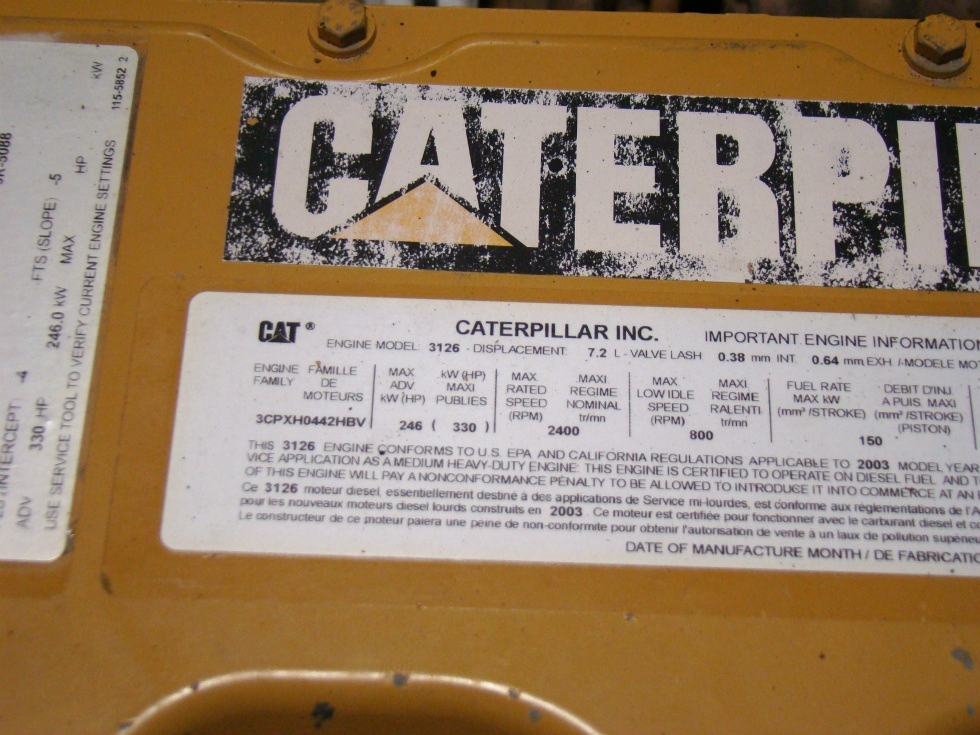 CATERPIL
CAT ®
CATERPILLAR INC.
IMPORTANT ENGINE INFORMATION
ENGINE MODEL 3126 - DISPLACEMENT 7.2 L - VALVE LASH 0.38 mm INT 0.64 mm EXH / MODELE MO
ENGINE FAMILY
FAMILLE DE MOTEURS
3CPXH0442HBV
MAX ADV kW (HP)
kW (HP) MAXI PUBLIES
246 ( 330 )
MAX RATED SPEED (RPM)
MAXI REGIME NOMINAL tr/mn
2400
MAX LOW IDLE SPEED (RPM)
MAXI REGIME RALENTI tr/mn
800
FUEL RATE MAX kW (mm³ /STROKE)
DEBIT D'INJ. A PUIS. MAXI (mm³ /STROKE) (PISTON)
150
THIS 3126 ENGINE CONFORMS TO U.S. EPA AND CALIFORNIA REGULATIONS APPLICABLE TO 2003 MODEL YEA
VICE APPLICATION AS A MEDIUM HEAVY-DUTY ENGINE: THIS ENGINE IS CERTIFIED TO OPERATE ON DIESEL FUEL AND T
OF THIS ENGINE WILL PAY A NONCONFORMANCE PENALTY TO BE ALLOWED TO INTRODUCE IT INTO COMMERCE AT AN
Ce 3126 moteur diesel, essentiellement destiné à des applications de Service mi-lourdes, est conforme aux réglementations de l'A
pour les nouveaux moteurs diesel lourds construits en 2003 Ce moteur est certifiée pour fonctionner avec le carburant diesel et c
Le constructeur de ce moteur paiera une peine de non-conformite pour obtenir l'autorisation de vente à un laux de pollution supérieu
DATE OF MANUFACTURE MONTH / DE FABRICATIO
-5088
INTERCEPT) -4 FTS (SLOPE) -5
ADV 330 HP 246.0 kW MAX HP kW
USE SERVICE TOOL TO VERIFY CURRENT ENGINE SETTINGS 115-5852 2